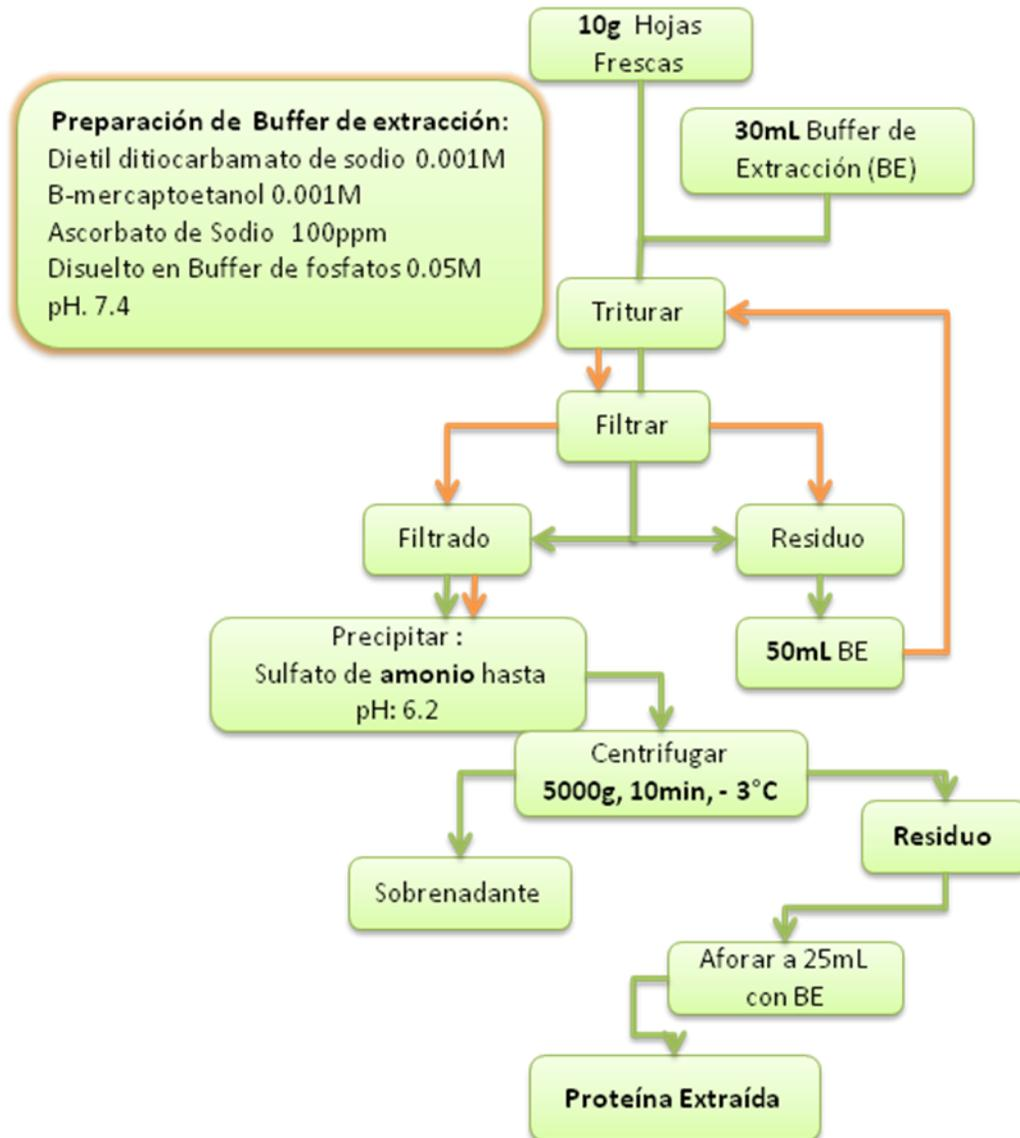 10g Hojas
Frescas
Preparación de Buffer de extracción:
Dietil ditiocarbamato de sodio 0.001M
B-mercaptoetanol 0.001M
Ascorbato de Sodio 100ppm
Disuelto en Buffer de fosfatos 0.05M
pH. 7.4
30mL Buffer de
Extracción (BE)
Triturar
Filtrar
Filtrado
Residuo
Precipitar :
Sulfato de amonio hasta
pH: 6.2
50mL BE
Centrifugar
5000g, 10min, - 3°C
Residuo
Sobrenadante
Aforar a 25mL
con BE
Proteína Extraída